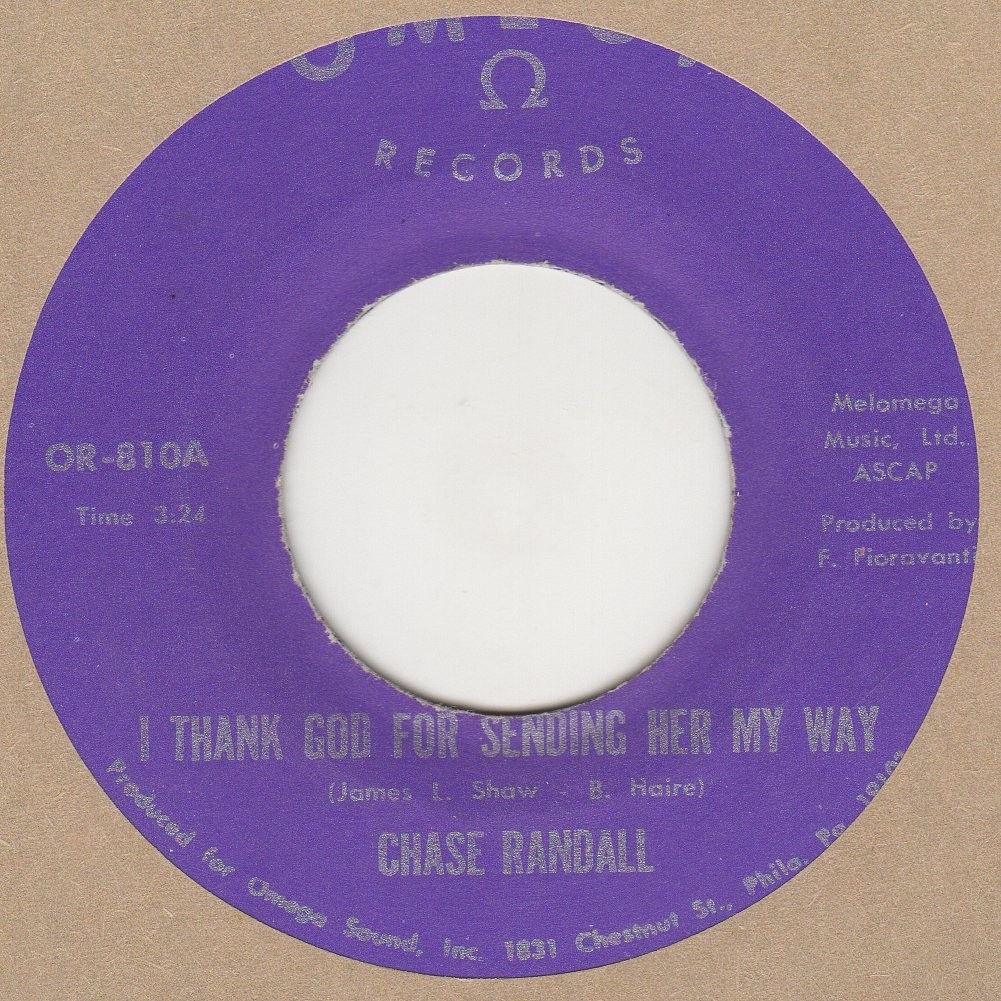 Ω
RECORDS
OR-810A
Time 3.24
Melomega
Music, Ltd.
ASCAP
Produced by
F. Fioravanti
I THANK GOD FOR SENDING HER MY WAY
(James L. Shaw - B. Haire)
CHASE RANDALL
Produced for Omega Sound, Inc. 1831 Chestnut St., Phila. Pa.